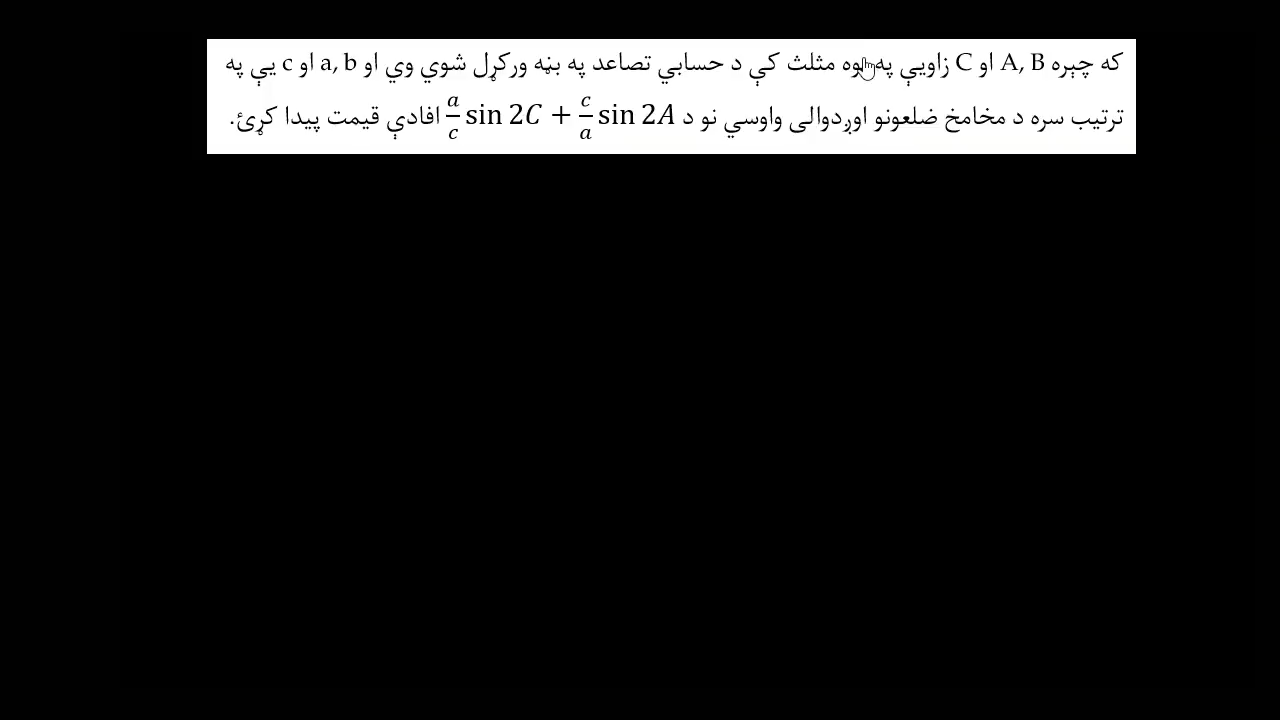 که چېره A, B او C زاويې په يوه مثلث کې د حسابي تصاعد په بڼه ورکړل شوي وي او a, b او c يې په
ترتيب سره د مخامخ ضلعونو اوږدوالی واوسي نو د $\frac{a}{c} \sin 2C + \frac{c}{a} \sin 2A$ افادې قيمت پيدا کړئ.